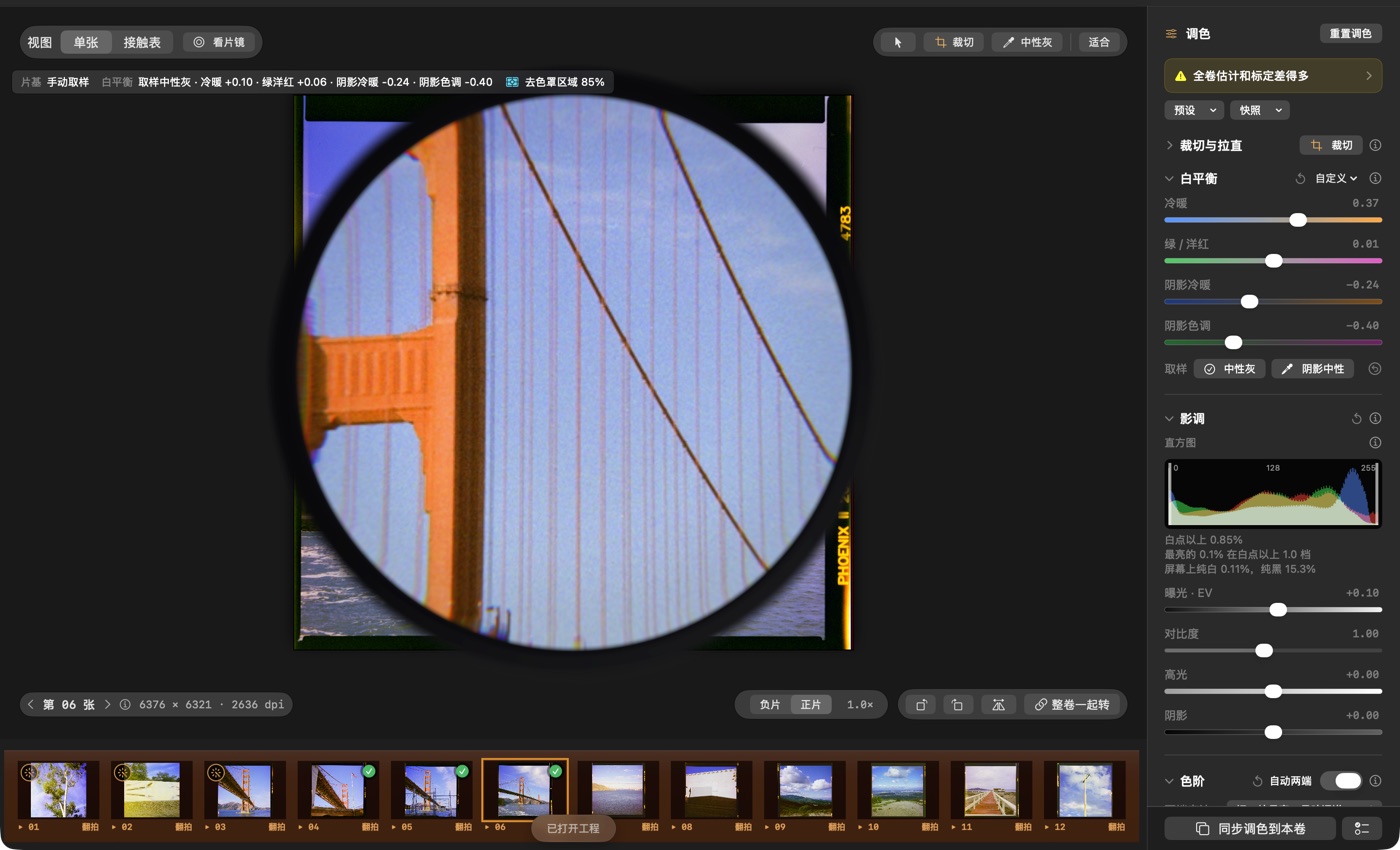 视图 单张 接触表 看片镜
裁切 中性灰 适合
片基 手动取样 白平衡 取样中性灰 · 冷暖 +0.10 · 绿洋红 +0.06 · 阴影冷暖 -0.24 · 阴影色调 -0.40 去色罩区域 85%
4783
PHOENIX II
第 06 张 6376 × 6321 · 2636 dpi
负片 正片 1.0×
整卷一起转
01 翻拍
02 翻拍
03 翻拍
04 翻拍
05 翻拍
06
翻拍
08 翻拍
09 翻拍
10 翻拍
11 翻拍
12 翻拍
已打开工程
调色 重置调色
全卷估计和标定差得多
预设 快照
裁切与拉直 裁切
白平衡 自定义
冷暖 0.37
绿 / 洋红 0.01
阴影冷暖 -0.24
阴影色调 -0.40
取样 中性灰 阴影中性
影调
直方图
0 128 255
白点以上 0.85%
最亮的 0.1% 在白点以上 1.0 档
屏幕上纯白 0.11%，纯黑 15.3%
曝光 · EV +0.10
对比度 1.00
高光 +0.00
阴影 +0.00
色阶 自动两端
同步调色到本卷